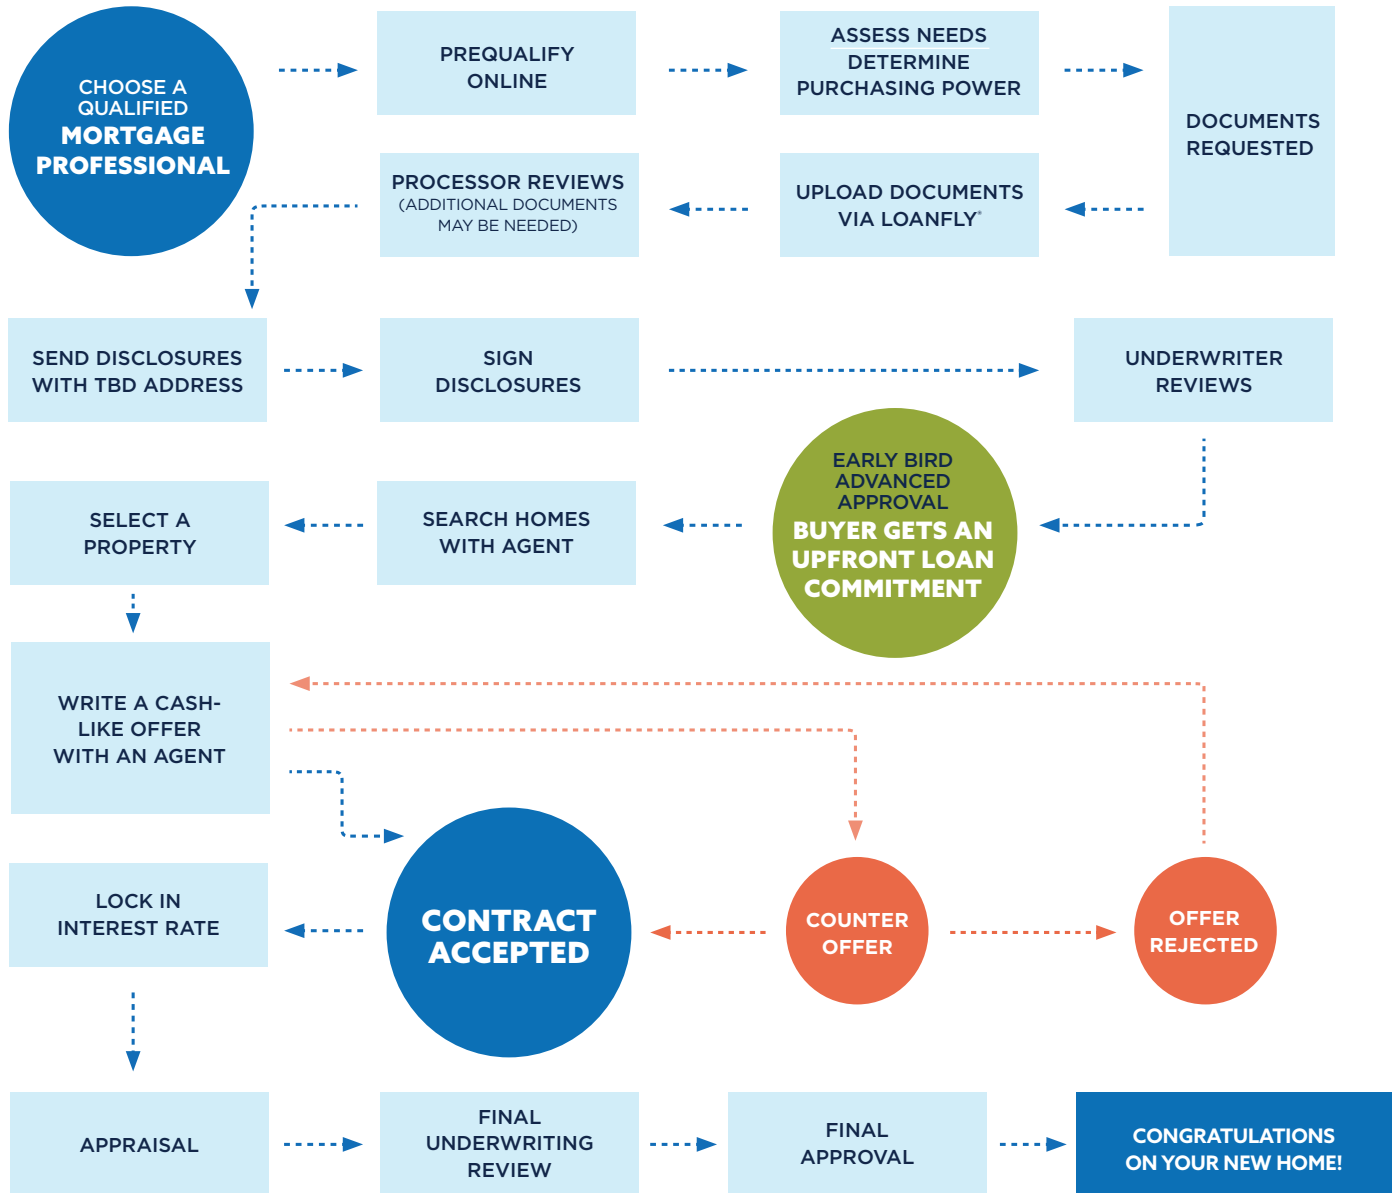 CHOOSE A
QUALIFIED
MORTGAGE
PROFESSIONAL
PREQUALIFY
ONLINE
ASSESS NEEDS
DETERMINE
PURCHASING POWER
DOCUMENTS
REQUESTED
UPLOAD DOCUMENTS
VIA LOANFLY®
PROCESSOR REVIEWS
(ADDITIONAL DOCUMENTS
MAY BE NEEDED)
SEND DISCLOSURES
WITH TBD ADDRESS
SIGN
DISCLOSURES
UNDERWRITER
REVIEWS
EARLY BIRD
ADVANCED
APPROVAL
BUYER GETS AN
UPFRONT LOAN
COMMITMENT
SEARCH HOMES
WITH AGENT
SELECT A
PROPERTY
WRITE A CASH-
LIKE OFFER
WITH AN AGENT
CONTRACT
ACCEPTED
COUNTER
OFFER
OFFER
REJECTED
LOCK IN
INTEREST RATE
APPRAISAL
FINAL
UNDERWRITING
REVIEW
FINAL
APPROVAL
CONGRATULATIONS
ON YOUR NEW HOME!